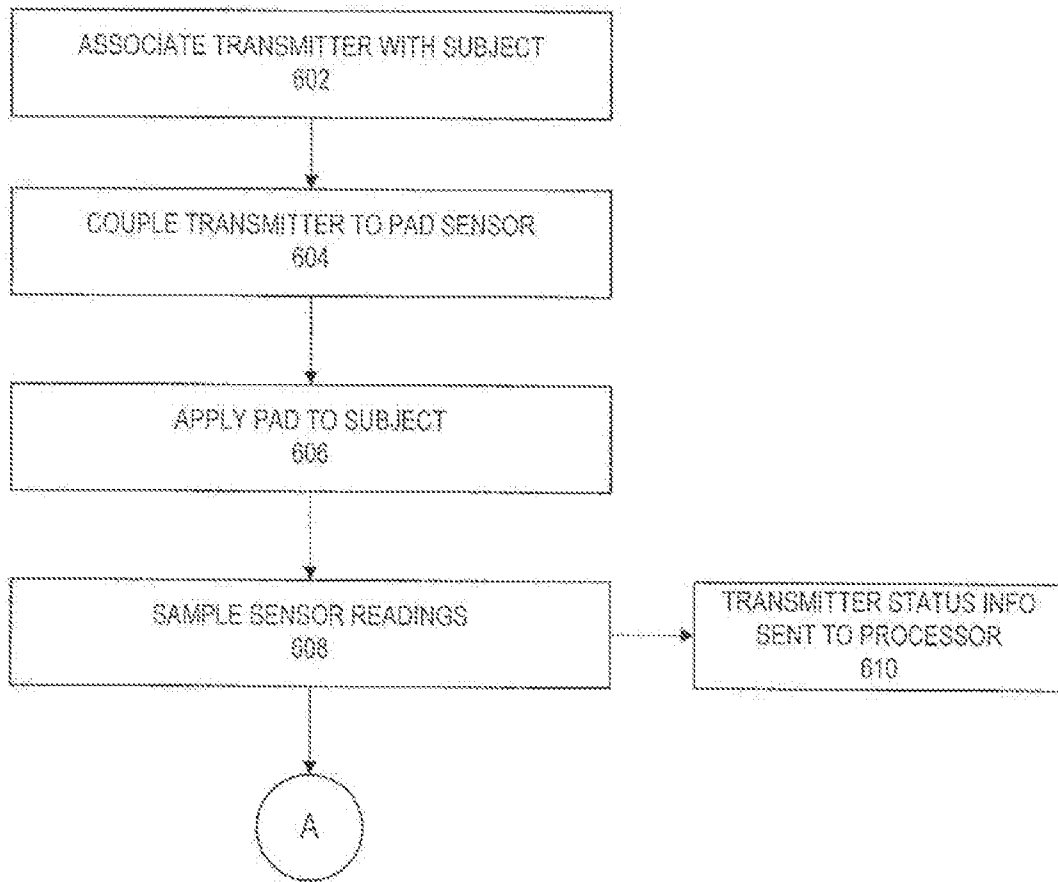 ASSOCIATE TRANSMITTER WITH SUBJECT
602
COUPLE TRANSMITTER TO PAD SENSOR
604
APPLY PAD TO SUBJECT
606
SAMPLE SENSOR READINGS
608
TRANSMITTER STATUS INFO
SENT TO PROCESSOR
610
A